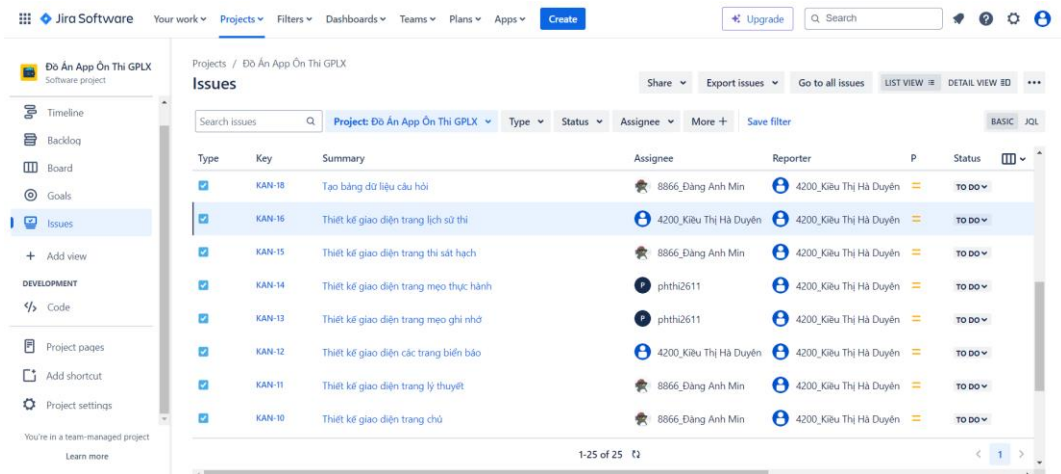 Jira Software Your work Projects Filters Dashboards Teams Plans Apps Create Upgrade Search
Đồ Án App Ôn Thi GPLX
Software project
Timeline
Backlog
Board
Goals
Issues
Add view
DEVELOPMENT
Code
Project pages
Add shortcut
Project settings
You're in a team-managed project
Learn more
Projects / Đồ Án App Ôn Thi GPLX
Issues
Share Export issues Go to all issues LIST VIEW DETAIL VIEW
Search issues Project: Đồ Án App Ôn Thi GPLX Type Status Assignee More + Save filter BASIC JQL
Type Key Summary Assignee Reporter P Status
KAN-18 Tạo bảng dữ liệu câu hỏi 8866_Đàng Anh Min 4200_Kiều Thị Hà Duyên TO DO
KAN-16 Thiết kế giao diện trang lịch sử thi 4200_Kiều Thị Hà Duyên 4200_Kiều Thị Hà Duyên TO DO
KAN-15 Thiết kế giao diện trang thi sát hạch 8866_Đàng Anh Min 4200_Kiều Thị Hà Duyên TO DO
KAN-14 Thiết kế giao diện trang mẹo thực hành P phthi2611 4200_Kiều Thị Hà Duyên TO DO
KAN-13 Thiết kế giao diện trang mẹo ghi nhớ P phthi2611 4200_Kiều Thị Hà Duyên TO DO
KAN-12 Thiết kế giao diện các trang biển báo 4200_Kiều Thị Hà Duyên 4200_Kiều Thị Hà Duyên TO DO
KAN-11 Thiết kế giao diện trang lý thuyết 8866_Đàng Anh Min 4200_Kiều Thị Hà Duyên TO DO
KAN-10 Thiết kế giao diện trang chủ 8866_Đàng Anh Min 4200_Kiều Thị Hà Duyên TO DO
1-25 of 25 1